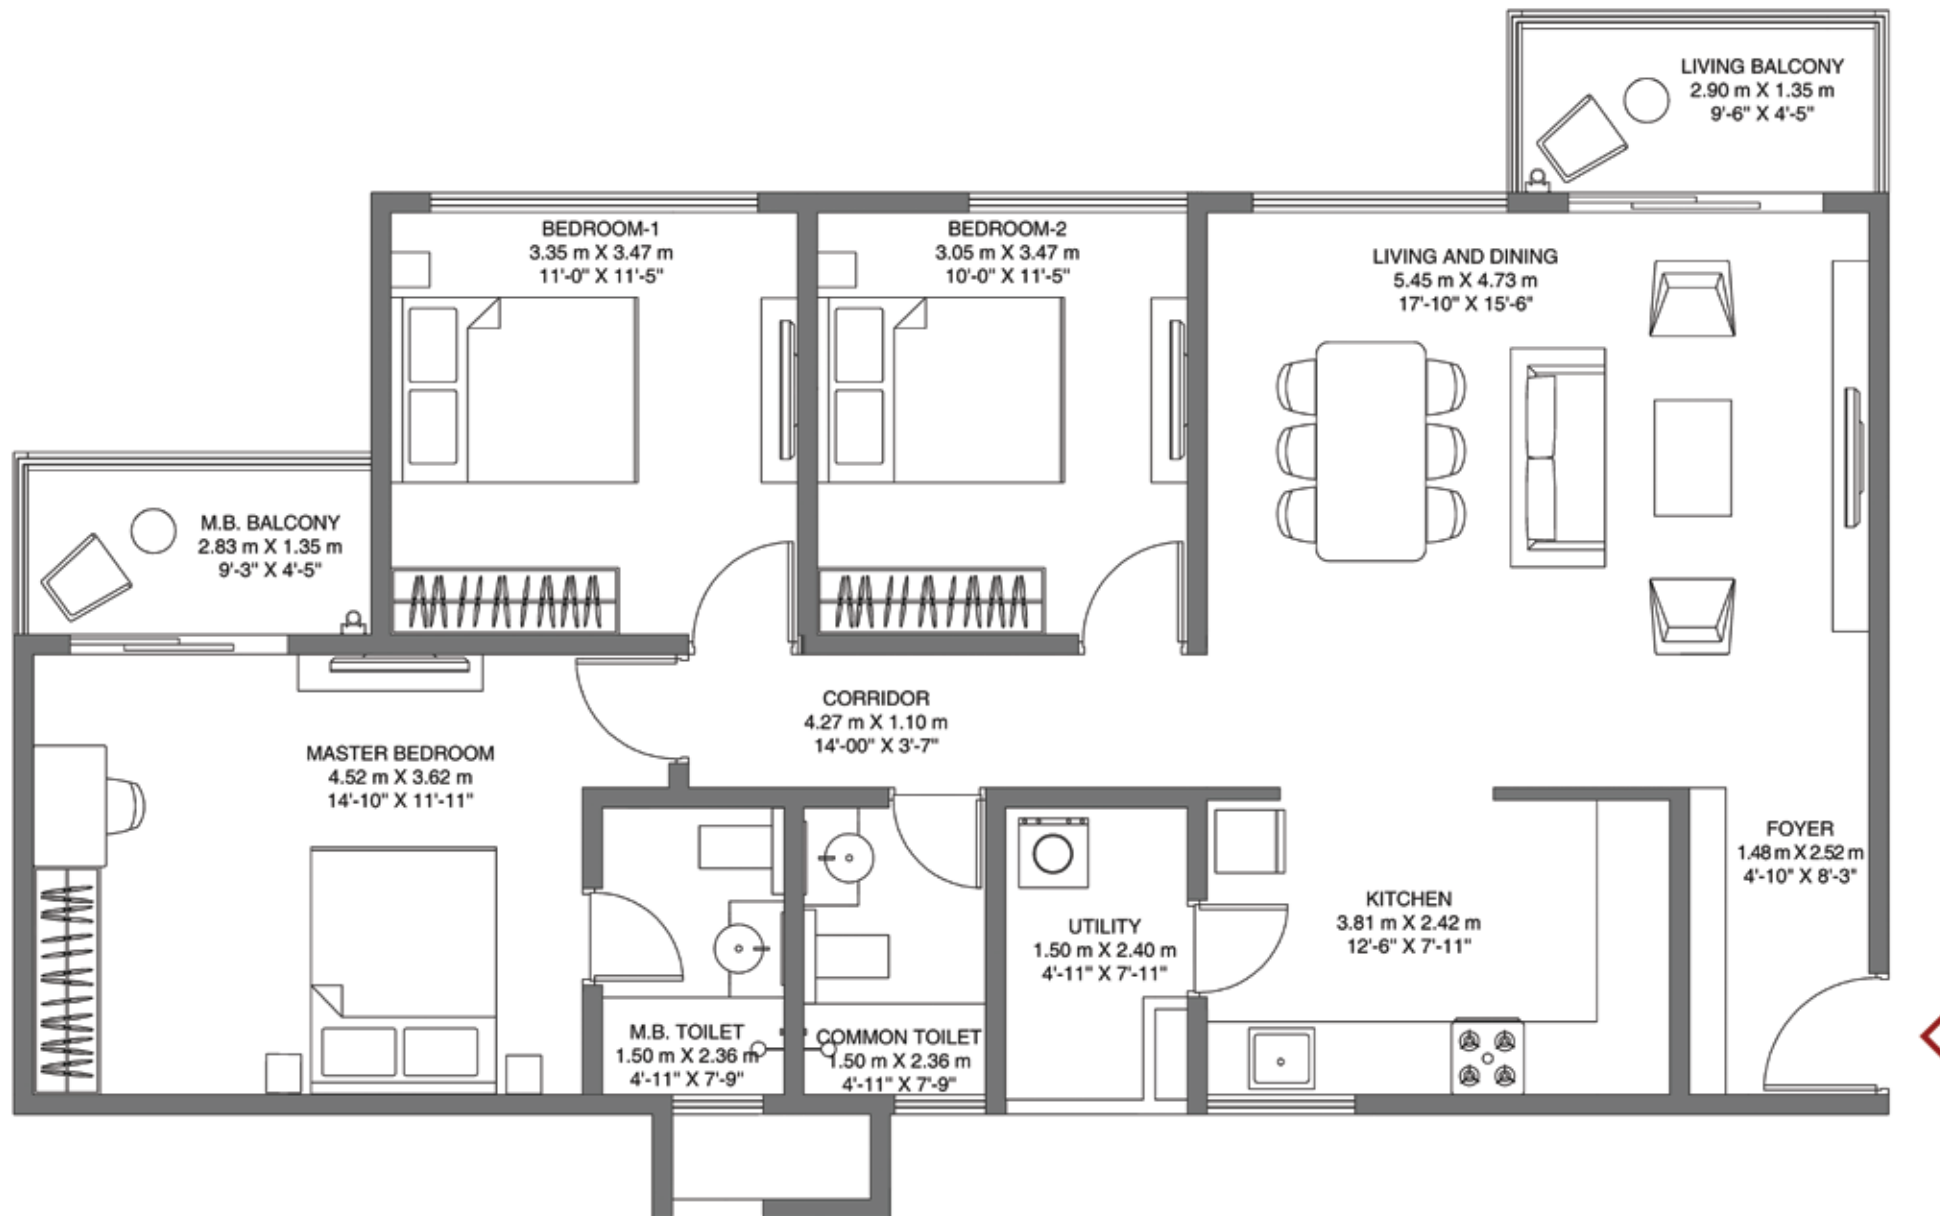 LIVING BALCONY
2.90 m X 1.35 m
9'-6" X 4'-5"
BEDROOM-1
3.35 m X 3.47 m
11'-0" X 11'-5"
BEDROOM-2
3.05 m X 3.47 m
10'-0" X 11'-5"
LIVING AND DINING
5.45 m X 4.73 m
17'-10" X 15'-6"
M.B. BALCONY
2.83 m X 1.35 m
9'-3" X 4'-5"
CORRIDOR
4.27 m X 1.10 m
14'-00" X 3'-7"
MASTER BEDROOM
4.52 m X 3.62 m
14'-10" X 11'-11"
FOYER
1.48 m X 2.52 m
4'-10" X 8'-3"
KITCHEN
3.81 m X 2.42 m
12'-6" X 7'-11"
UTILITY
1.50 m X 2.40 m
4'-11" X 7'-11"
M.B. TOILET
1.50 m X 2.36 m
4'-11" X 7'-9"
COMMON TOILET
1.50 m X 2.36 m
4'-11" X 7'-9"